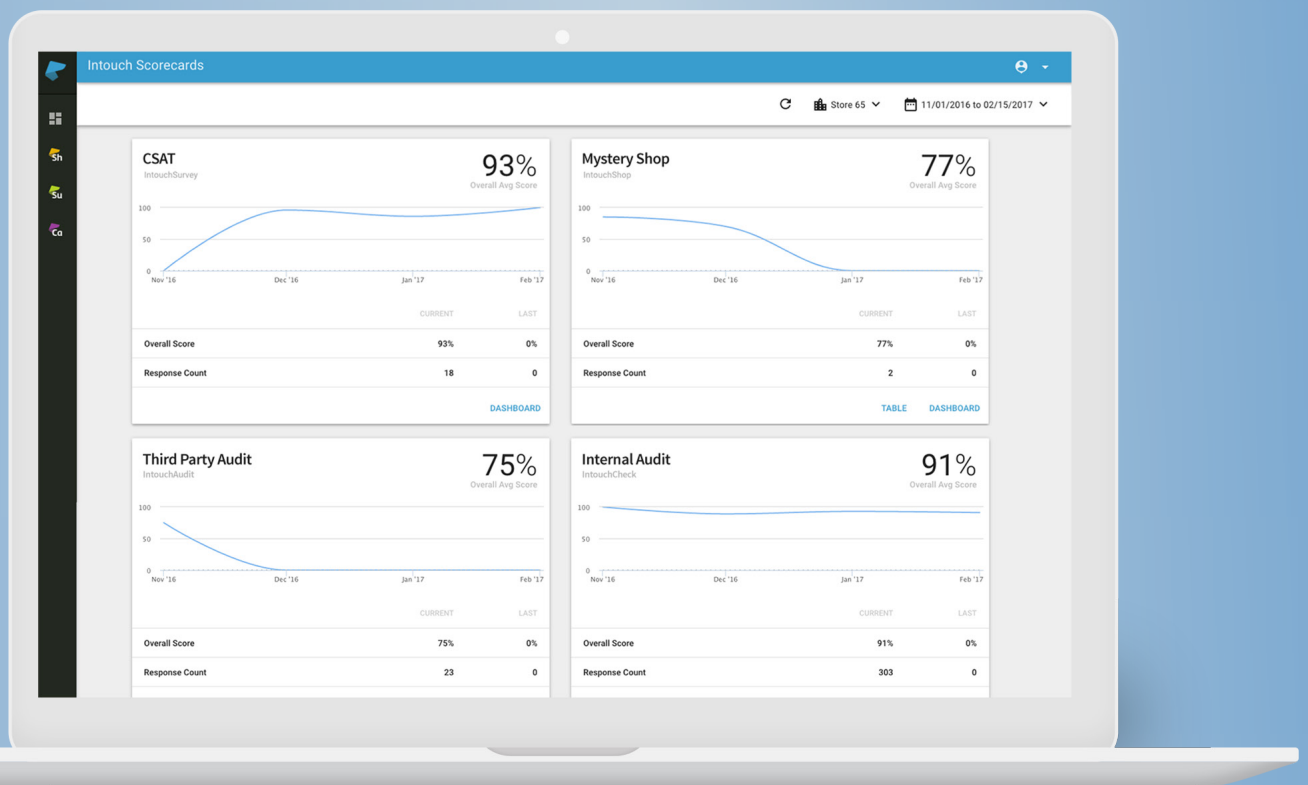 Intouch Scorecards
Store 65
11/01/2016 to 02/15/2017
Sh
Su
Ca
CSAT
IntouchSurvey
93%
Overall Avg Score
100
50
0
Nov '16 Dec '16 Jan '17 Feb '17
CURRENT LAST
Overall Score 93% 0%
Response Count 18 0
DASHBOARD
Mystery Shop
IntouchShop
77%
Overall Avg Score
100
50
0
Nov '16 Dec '16 Jan '17 Feb '17
CURRENT LAST
Overall Score 77% 0%
Response Count 2 0
TABLE DASHBOARD
Third Party Audit
IntouchAudit
75%
Overall Avg Score
100
50
0
Nov '16 Dec '16 Jan '17 Feb '17
CURRENT LAST
Overall Score 75% 0%
Response Count 23 0
Internal Audit
IntouchCheck
91%
Overall Avg Score
100
50
0
Nov '16 Dec '16 Jan '17 Feb '17
CURRENT LAST
Overall Score 91% 0%
Response Count 303 0